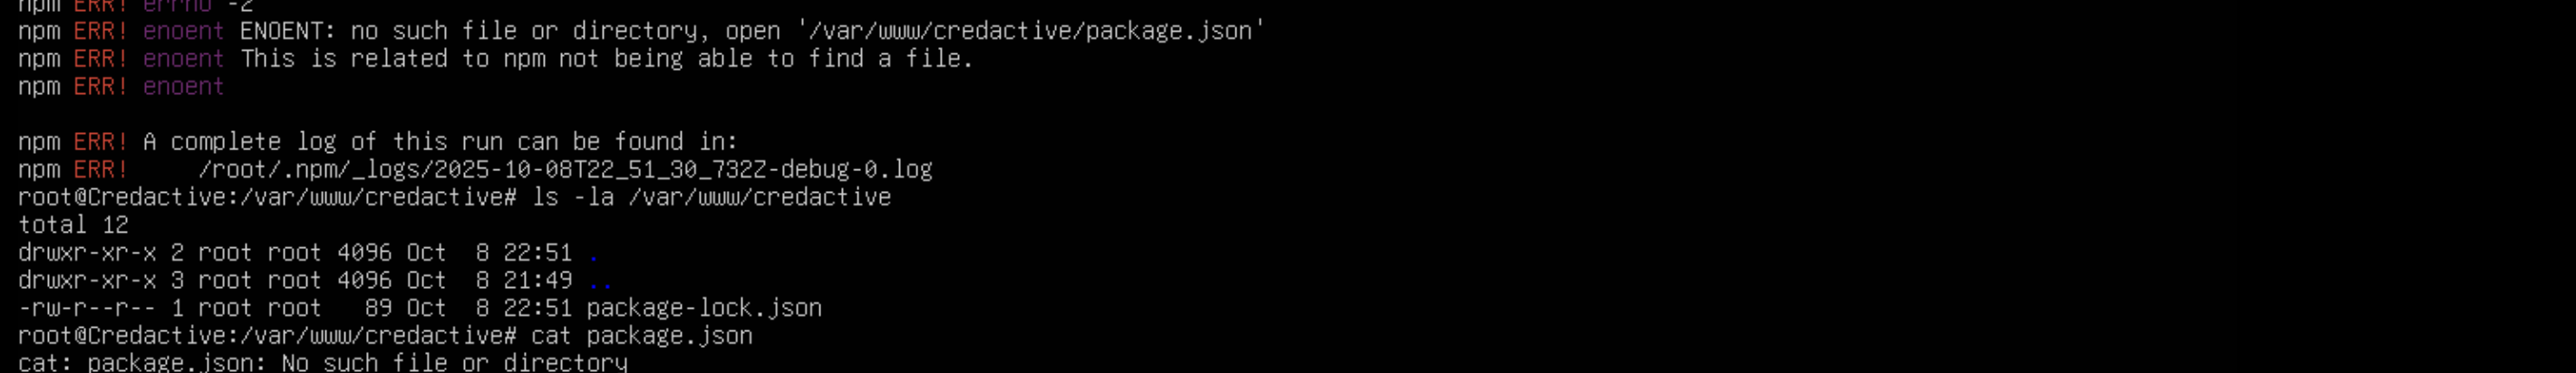 npm ERR! errno -2
npm ERR! enoent ENOENT: no such file or directory, open '/var/www/credactive/package.json'
npm ERR! enoent This is related to npm not being able to find a file.
npm ERR! enoent
npm ERR! A complete log of this run can be found in:
npm ERR!     /root/.npm/_logs/2025-10-08T22_51_30_732Z-debug-0.log
root@Credactive:/var/www/credactive# ls -la /var/www/credactive
total 12
drwxr-xr-x 2 root root 4096 Oct  8 22:51 .
drwxr-xr-x 3 root root 4096 Oct  8 21:49 ..
-rw-r--r-- 1 root root   89 Oct  8 22:51 package-lock.json
root@Credactive:/var/www/credactive# cat package.json
cat: package.json: No such file or directory